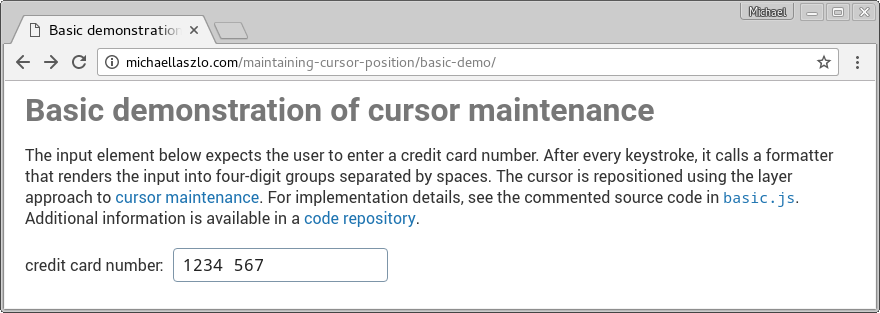 Michael
Basic demonstration
michaellaszlo.com/maintaining-cursor-position/basic-demo/
Basic demonstration of cursor maintenance
The input element below expects the user to enter a credit card number. After every keystroke, it calls a formatter
that renders the input into four-digit groups separated by spaces. The cursor is repositioned using the layer
approach to cursor maintenance. For implementation details, see the commented source code in basic.js.
Additional information is available in a code repository.
credit card number: 1234 567